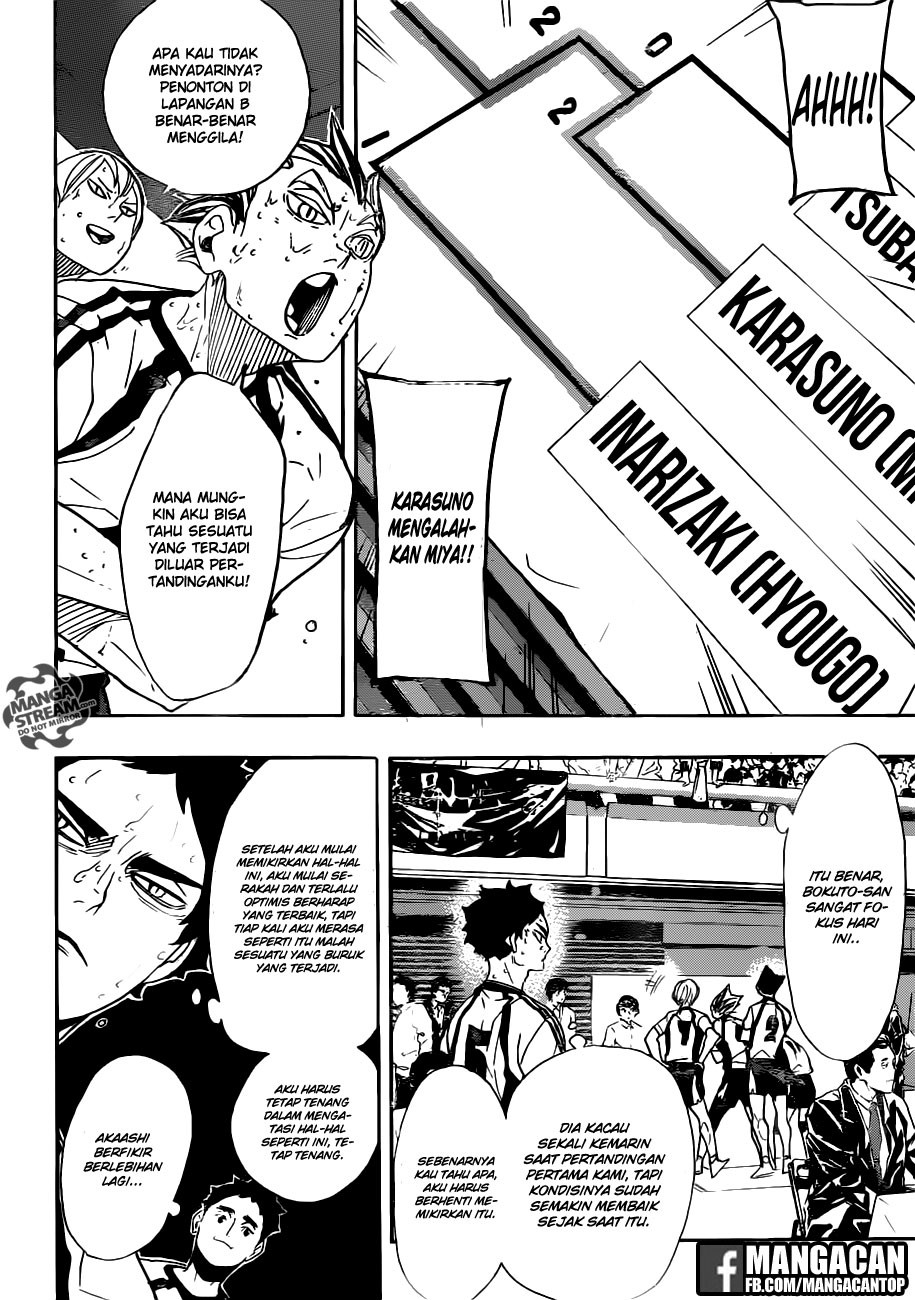 AHHH!
2
0
2
1
TSUBA
KARASUNO (MI
INARIZAKI (HYOUGO)
KARASUNO
MENGALAH-
KAN MIYA!!
APA KAU TIDAK
MENYADARINYA?
PENONTON DI
LAPANGAN B
BENAR-BENAR
MENGGILA!
MANA MUNG-
KIN AKU BISA
TAHU SESUATU
YANG TERJADI
DILUAR PER-
TANDINGANKU!
MANGA
STREAM.com
DO NOT MIRROR
SETELAH AKU MULAI
MEMIKIRKAN HAL-HAL
INI, AKU MULAI SE-
RAKAH DAN TERLALU
OPTIMIS BERHARAP
YANG TERBAIK, TAPI
TIAP KALI AKU MERASA
SEPERTI ITU MALAH
SESUATU YANG BURUK
YANG TERJADI.
AKU HARUS
TETAP TENANG
DALAM MENGA-
TASI HAL-HAL
SEPERTI INI, TE-
TAP TENANG.
AKAASHI
BERFIKIR
BERLEBIHAN
LAGI...
ITU BENAR,
BOKUTO-SAN
SANGAT FO-
KUS HARI
INI..
DIA KACAU
SEKALI KEMARIN
SAAT PERTANDINGAN
PERTAMA KAMI, TAPI
KONDISINYA SUDAH
SEMAKIN MEMBAIK
SEJAK SAAT ITU.
SEBENARNYA
KAU TAHU APA,
AKU HARUS
BERHENTI ME-
MIKIRKAN ITU.
f MANGACAN
FB.COM/MANGACANTOP